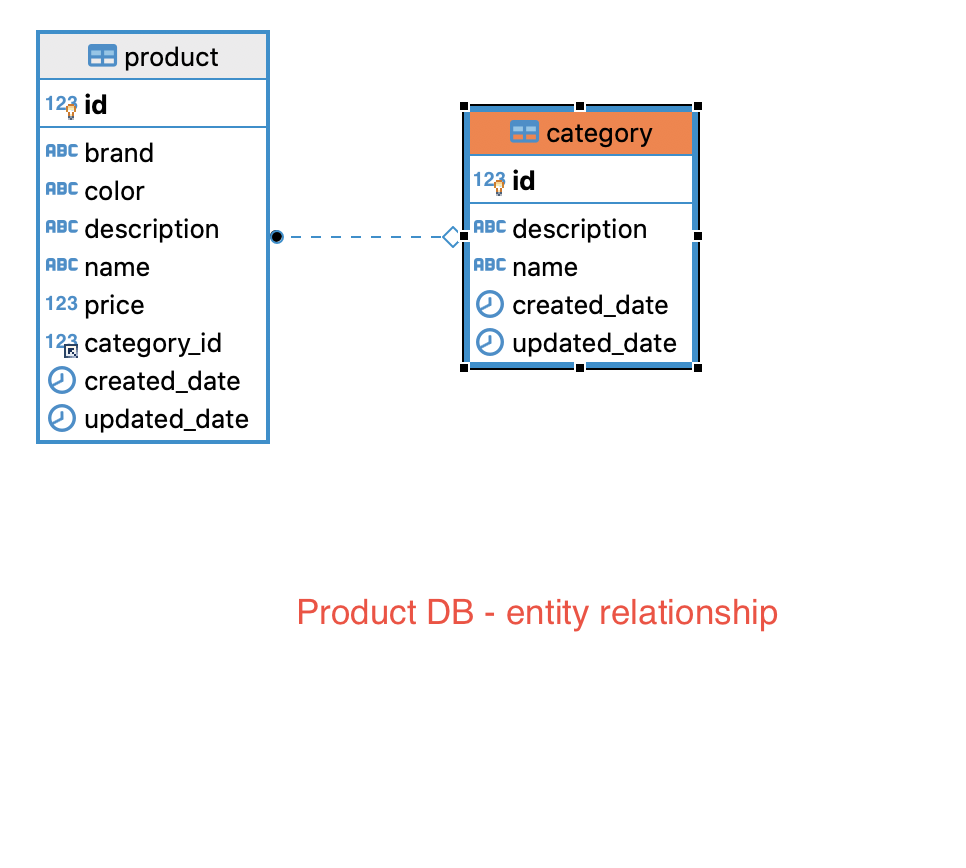 product
123 id
ABC brand
ABC color
ABC description
ABC name
123 price
123 category_id
created_date
updated_date
category
123 id
ABC description
ABC name
created_date
updated_date
Product DB - entity relationship